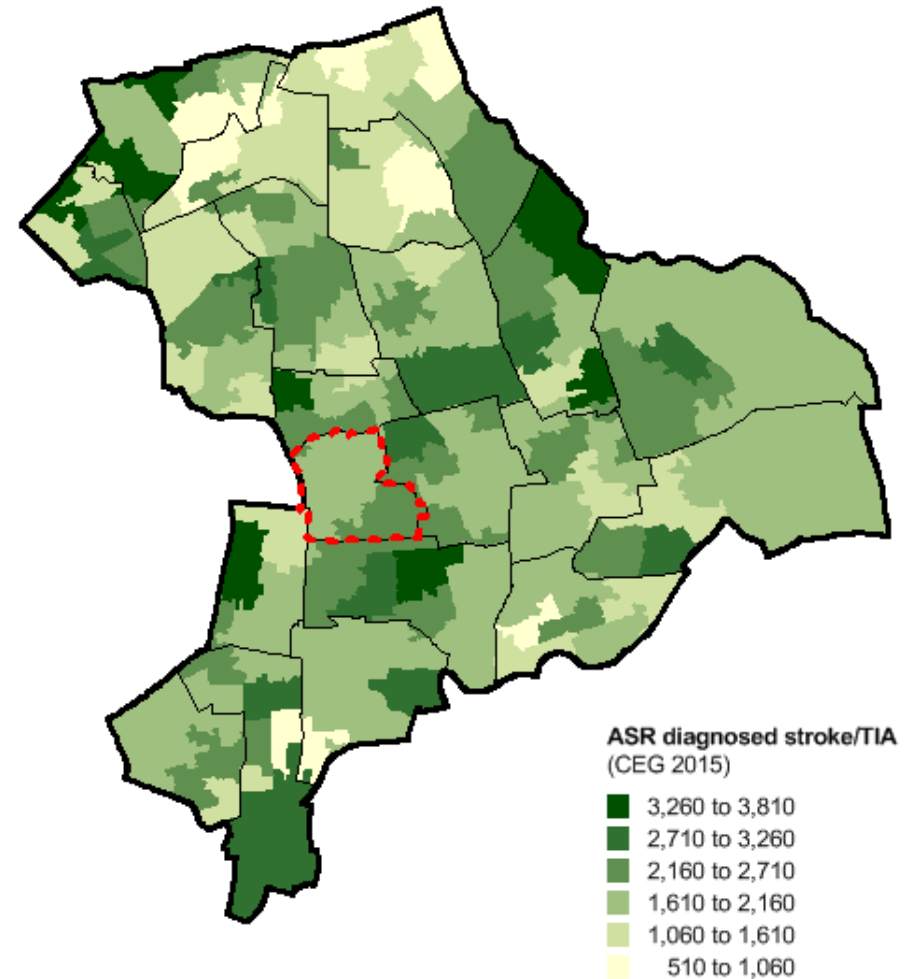 ASR diagnosed stroke/TIA
(CEG 2015)
3,260 to 3,810
2,710 to 3,260
2,160 to 2,710
1,610 to 2,160
1,060 to 1,610
510 to 1,060